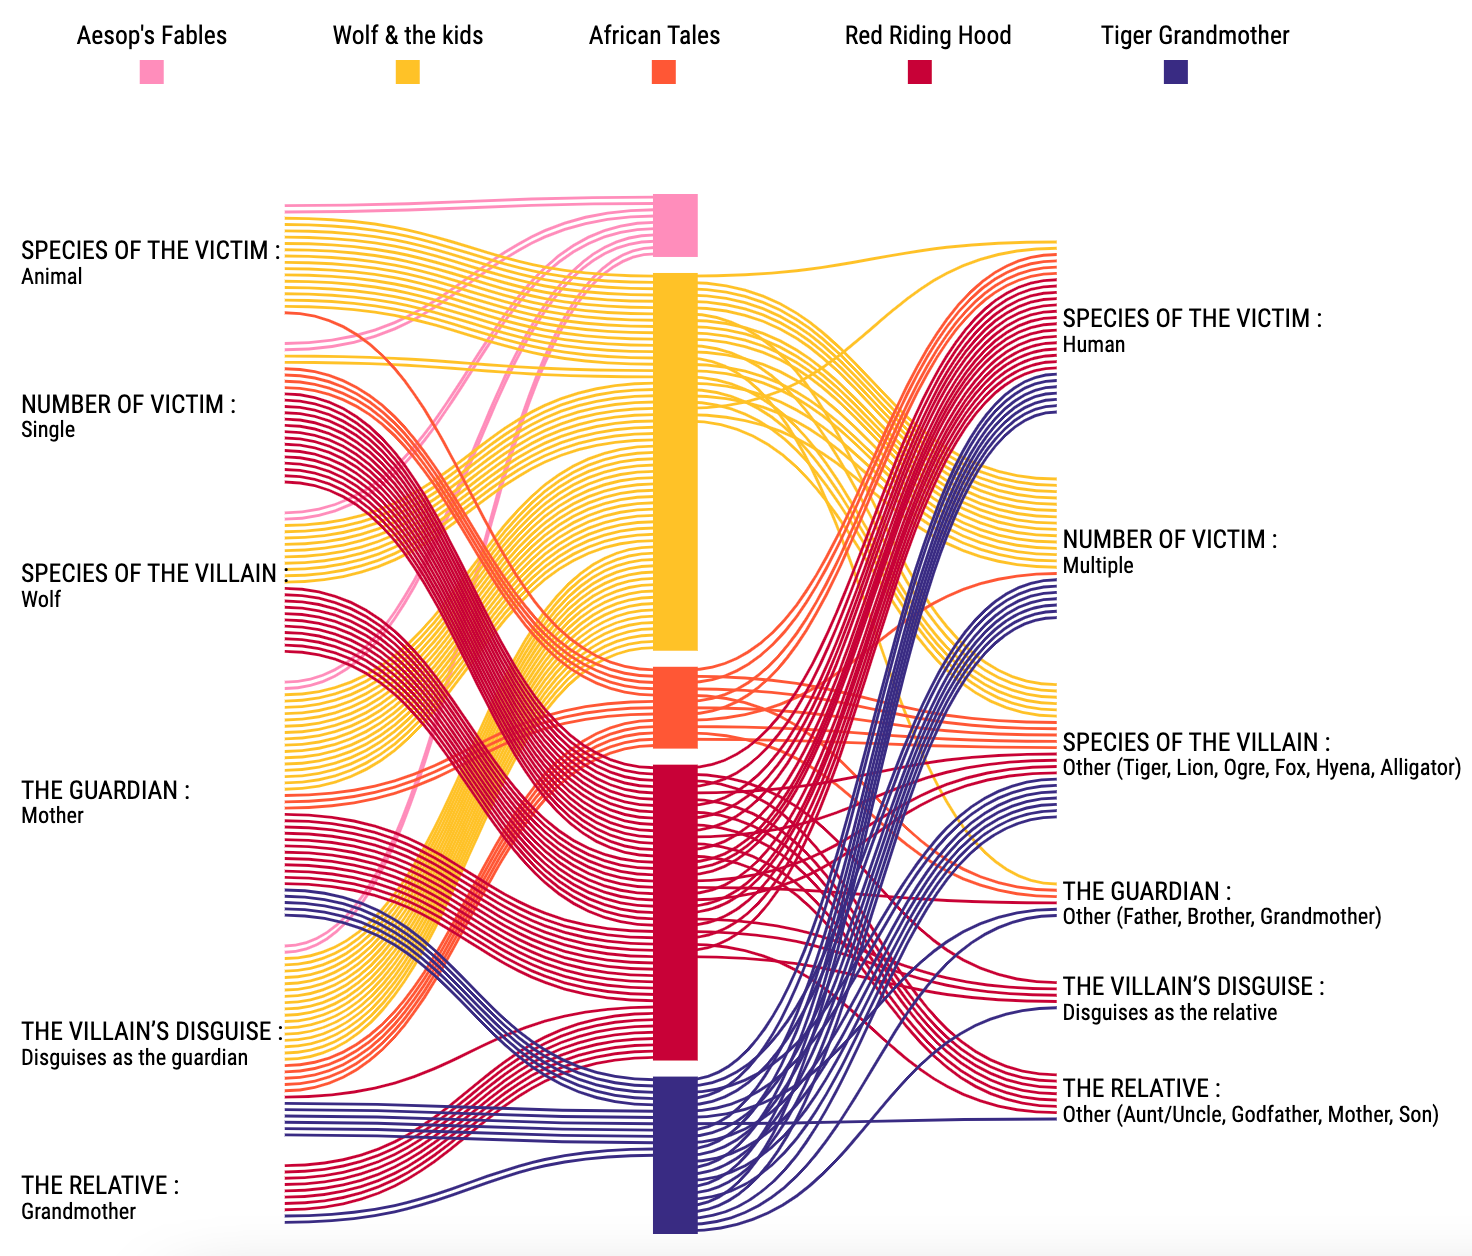 Aesop's Fables
Wolf & the kids
African Tales
Red Riding Hood
Tiger Grandmother
SPECIES OF THE VICTIM :
Animal
NUMBER OF VICTIM :
Single
SPECIES OF THE VILLAIN :
Wolf
THE GUARDIAN :
Mother
THE VILLAIN’S DISGUISE :
Disguises as the guardian
THE RELATIVE :
Grandmother
SPECIES OF THE VICTIM :
Human
NUMBER OF VICTIM :
Multiple
SPECIES OF THE VILLAIN :
Other (Tiger, Lion, Ogre, Fox, Hyena, Alligator)
THE GUARDIAN :
Other (Father, Brother, Grandmother)
THE VILLAIN’S DISGUISE :
Disguises as the relative
THE RELATIVE :
Other (Aunt/Uncle, Godfather, Mother, Son)